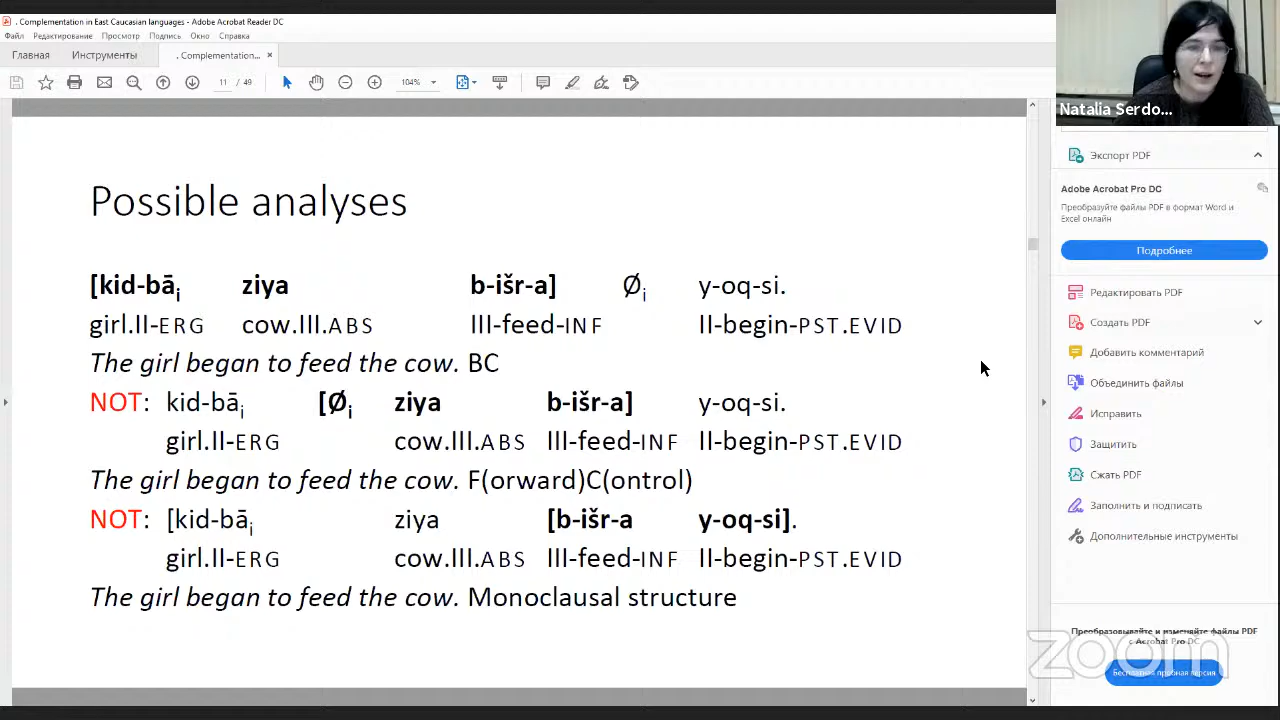 . Complementation in East Caucasian languages - Adobe Acrobat Reader DC
Файл Редактирование Просмотр Подпись Окно Справка
Главная Инструменты . Complementation... ×
11 / 49 104%
Natalia Serdo...
Possible analyses
[kid-bāᵢ ziya b-išr-a] Øᵢ y-oq-si.
girl.II-ERG cow.III.ABS III-feed-INF II-begin-PST.EVID
The girl began to feed the cow. BC
NOT: kid-bāᵢ [Øᵢ ziya b-išr-a] y-oq-si.
girl.II-ERG cow.III.ABS III-feed-INF II-begin-PST.EVID
The girl began to feed the cow. F(orward)C(ontrol)
NOT: [kid-bāᵢ ziya [b-išr-a y-oq-si].
girl.II-ERG cow.III.ABS III-feed-INF II-begin-PST.EVID
The girl began to feed the cow. Monoclausal structure
Экспорт PDF
Adobe Acrobat Pro DC
Преобразуйте файлы PDF в формат Word и
Excel онлайн
Подробнее
Редактировать PDF
Создать PDF
Добавить комментарий
Объединить файлы
Исправить
Защитить
Сжать PDF
Заполнить и подписать
Дополнительные инструменты
Преобразовывайте и изменяйте файлы PDF
с Acrobat Pro DC
Бесплатная пробная версия
zoom